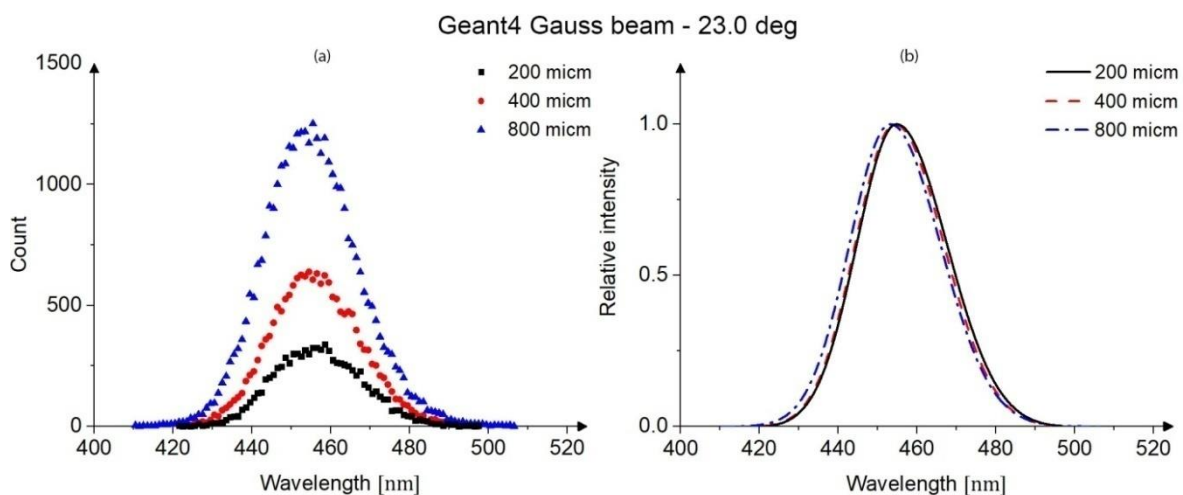 Geant4 Gauss beam - 23.0 deg
(a)
1500
1000
500
0
Count
400 420 440 460 480 500 520
Wavelength [nm]
200 micm
400 micm
800 micm
(b)
1.0
0.5
0.0
Relative intensity
400 420 440 460 480 500 520
Wavelength [nm]
200 micm
400 micm
800 micm